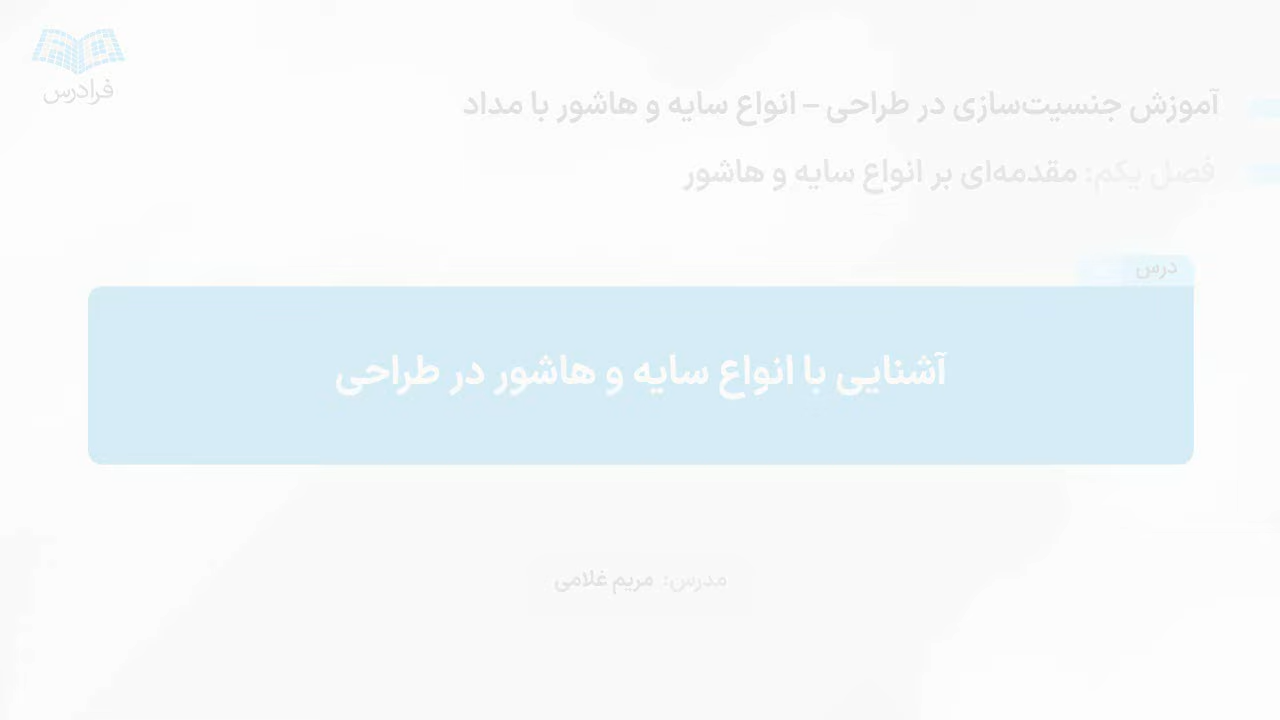 فرادرس
آموزش جنسیت‌سازی در طراحی – انواع سایه و هاشور با مداد
فصل یکم: مقدمه‌ای بر انواع سایه و هاشور
درس
آشنایی با انواع سایه و هاشور در طراحی
مدرس: مریم غلامی